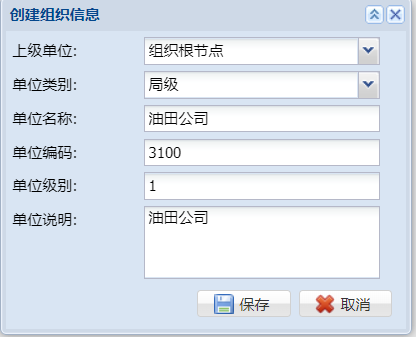 创建组织信息
上级单位: 组织根节点
单位类别: 局级
单位名称: 油田公司
单位编码: 3100
单位级别: 1
单位说明: 油田公司
保存 取消